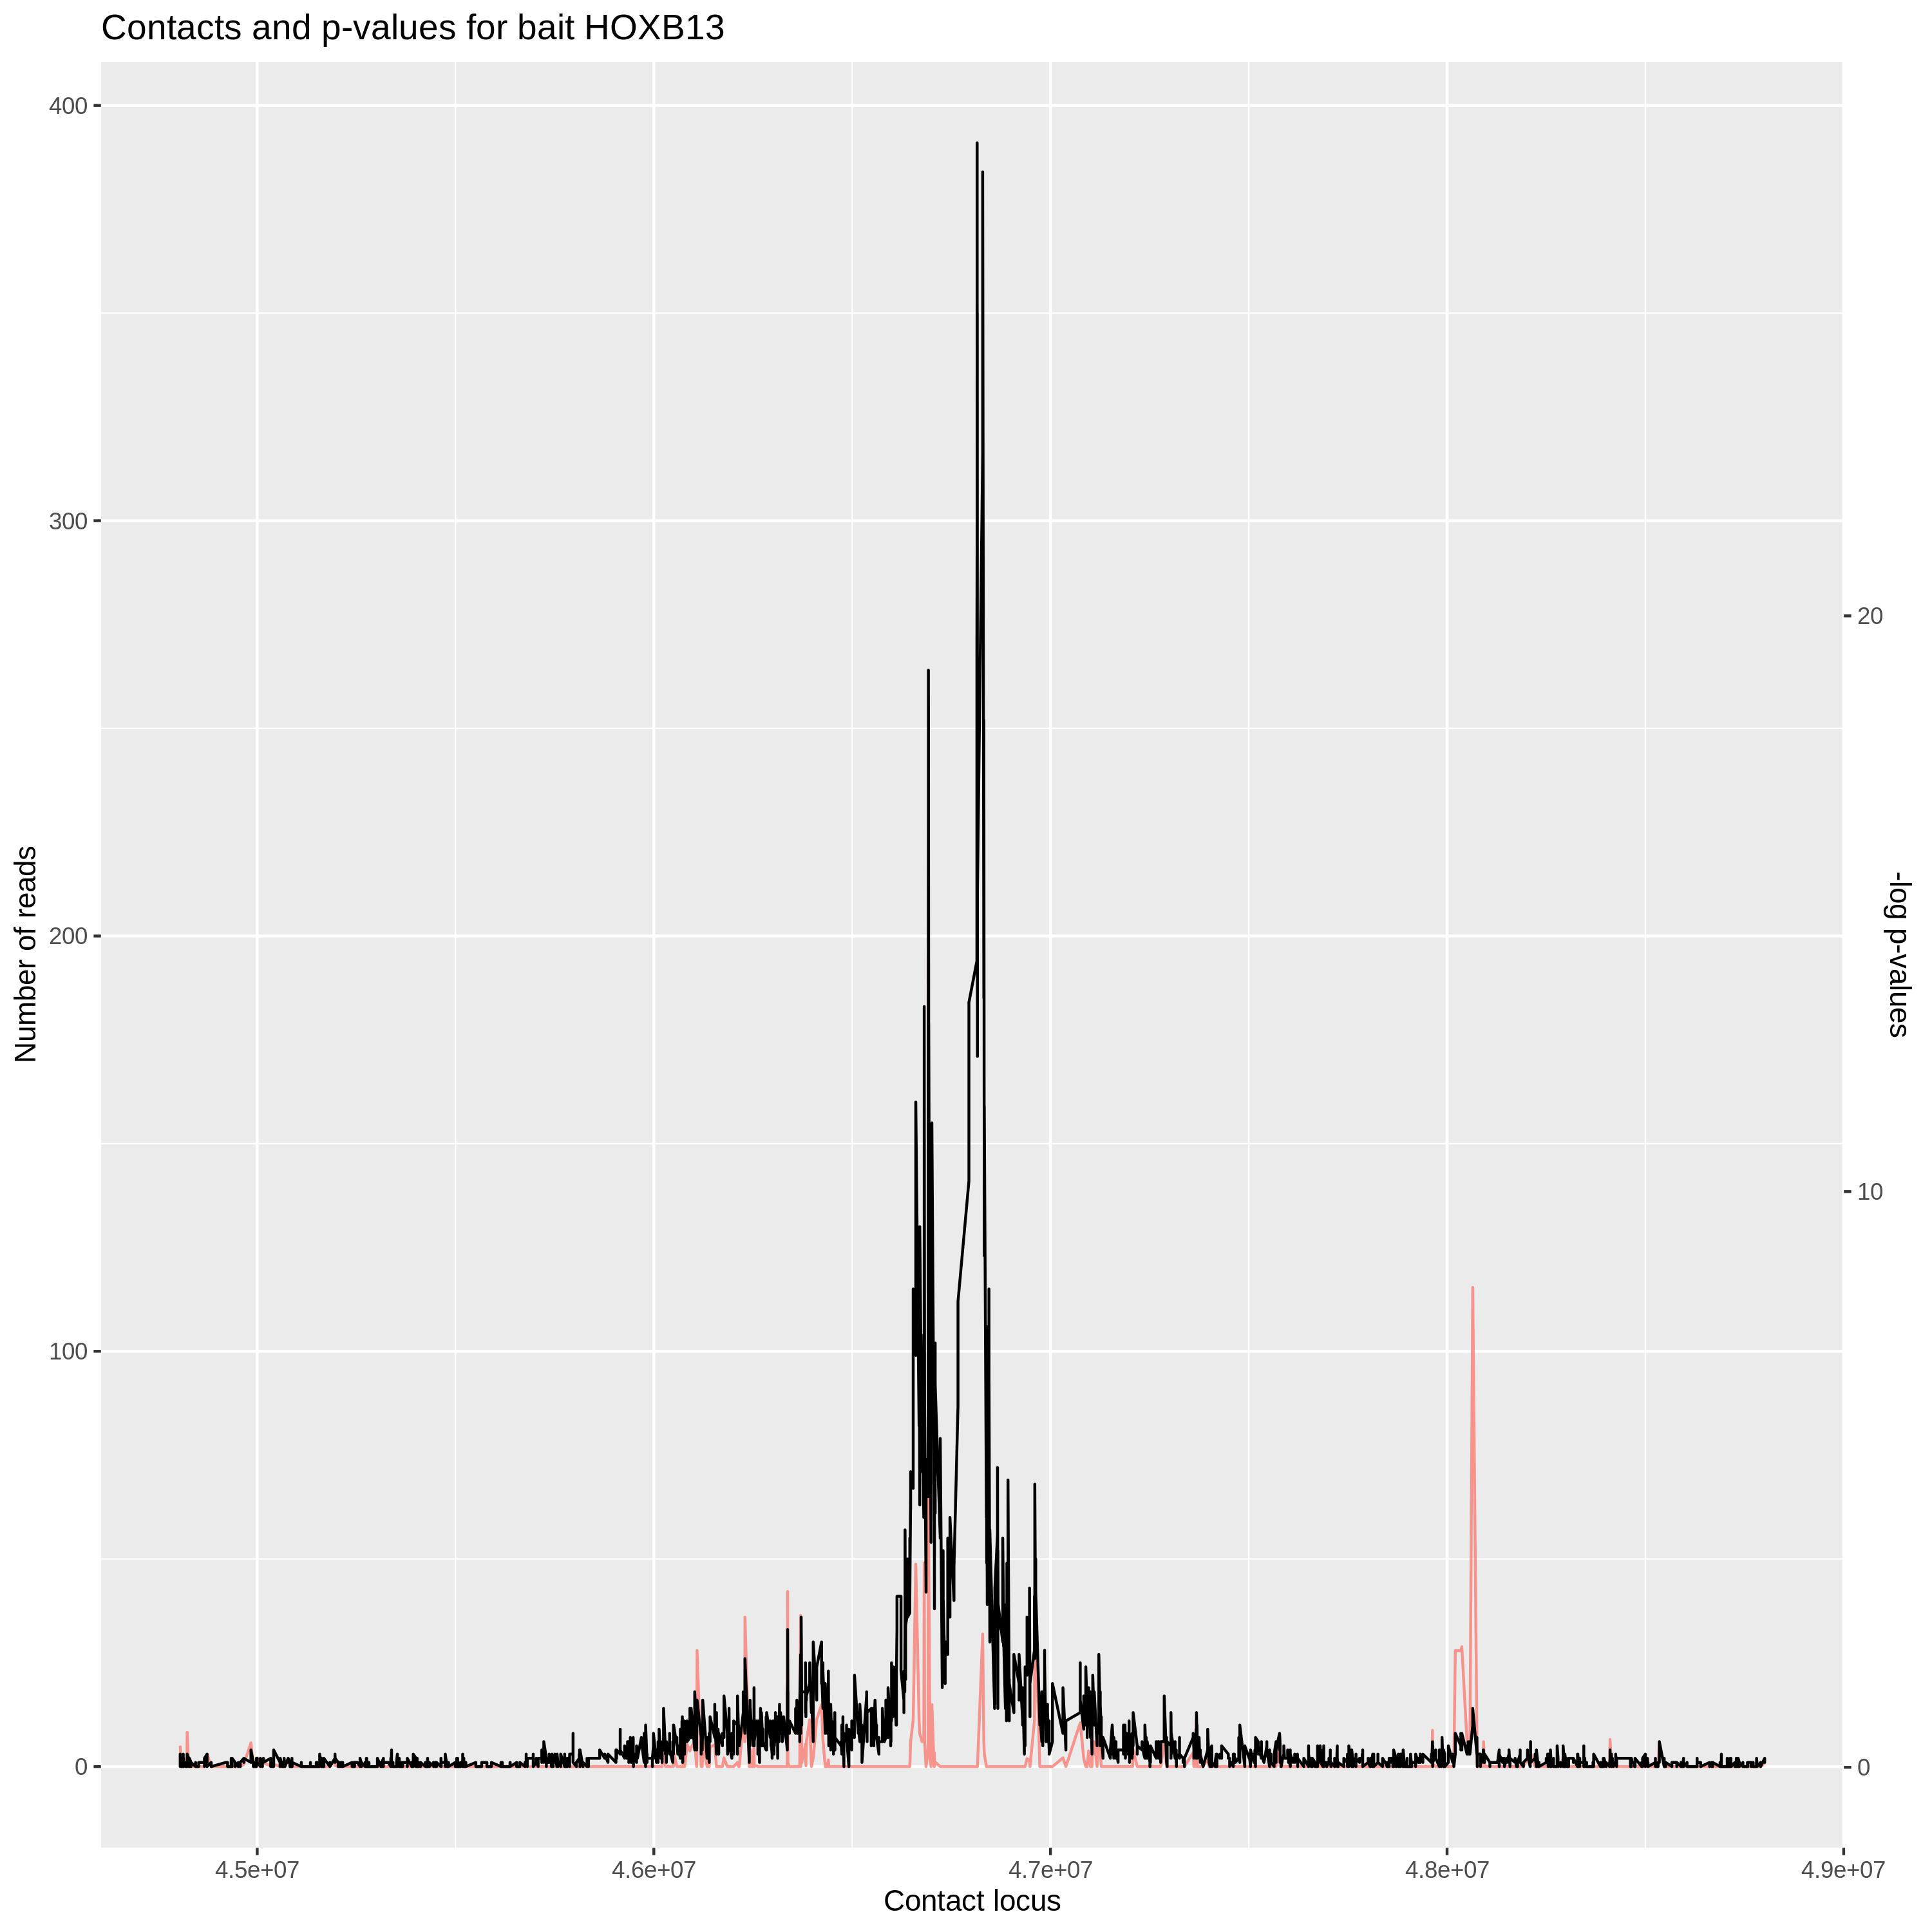 Contacts and p-values for bait HOXB13
400
300
200
100
0
Number of reads
20
10
0
-log p-values
4.5e+07
4.6e+07
4.7e+07
4.8e+07
4.9e+07
Contact locus